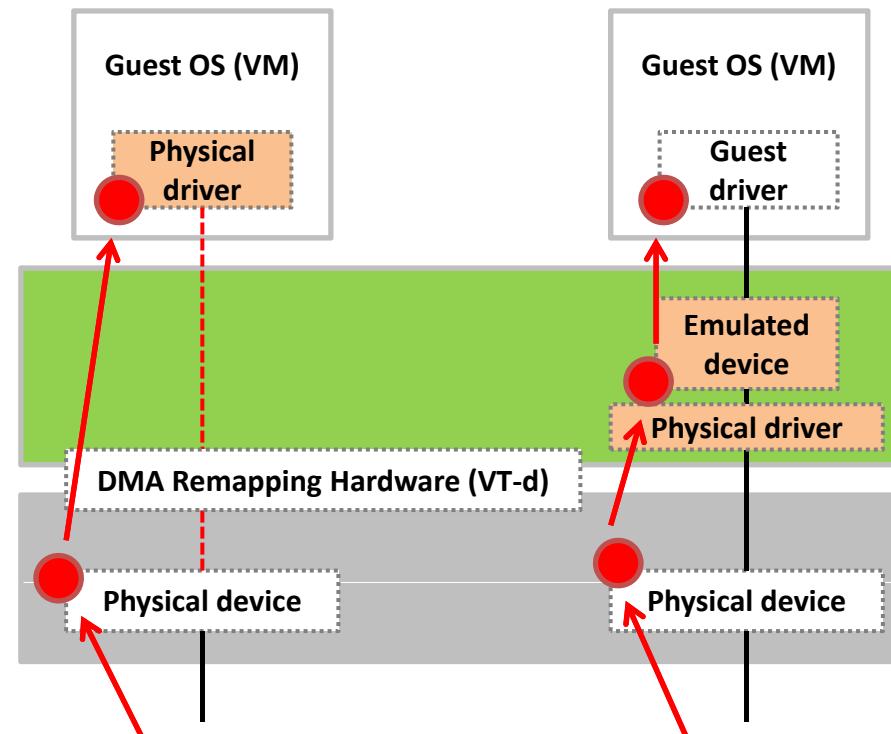 Guest OS (VM)
Physical
driver
Guest OS (VM)
Guest
driver
Emulated
device
Physical driver
DMA Remapping Hardware (VT-d)
Physical device
Physical device